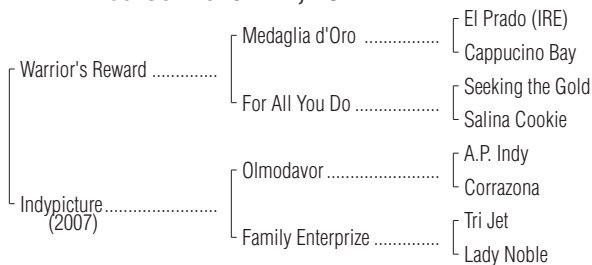 El Prado (IRE)
Medaglia d'Oro ................
Cappucino Bay
Warrior's Reward ..............
Seeking the Gold
For All You Do ..................
Salina Cookie
A.P. Indy
Olmodavor ........................
Corrazona
Indypicture........................
(2007)
Tri Jet
Family Enterprize ..............
Lady Noble